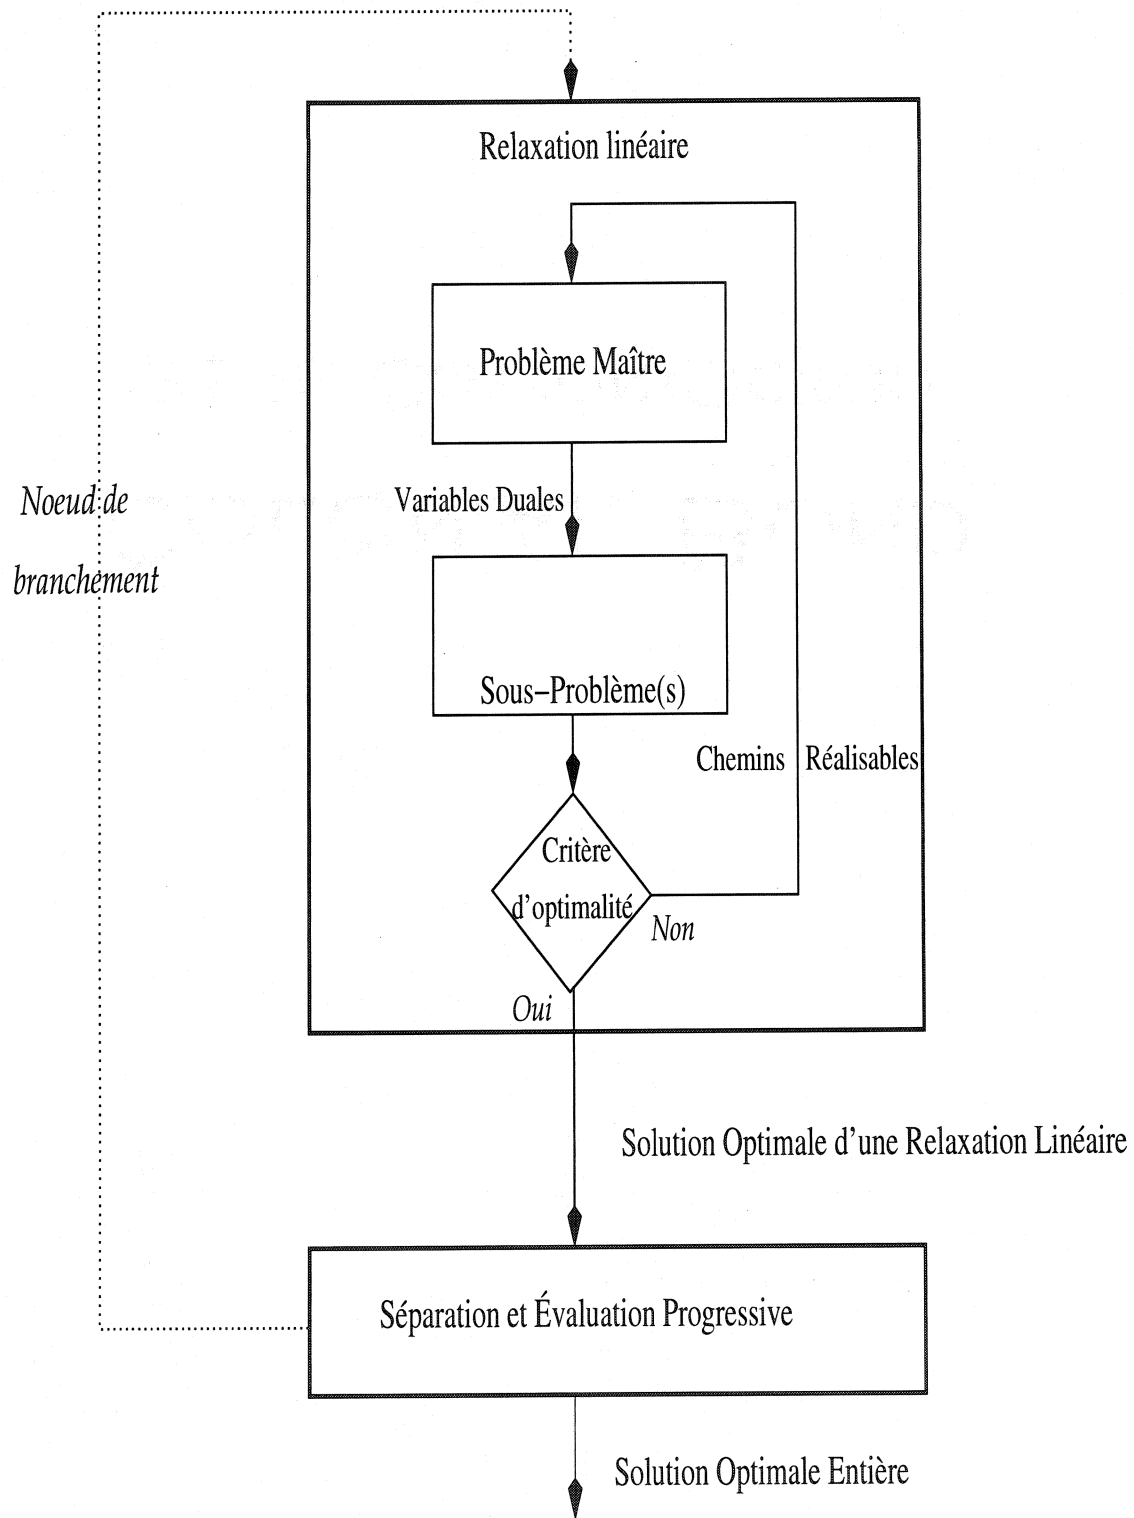 Relaxation linéaire
Problème Maître
Noeud de
branchement
Variables Duales
Sous–Problème(s)
Chemins Réalisables
Critère
d'optimalité
Non
Oui
Solution Optimale d'une Relaxation Linéaire
Séparation et Évaluation Progressive
Solution Optimale Entière